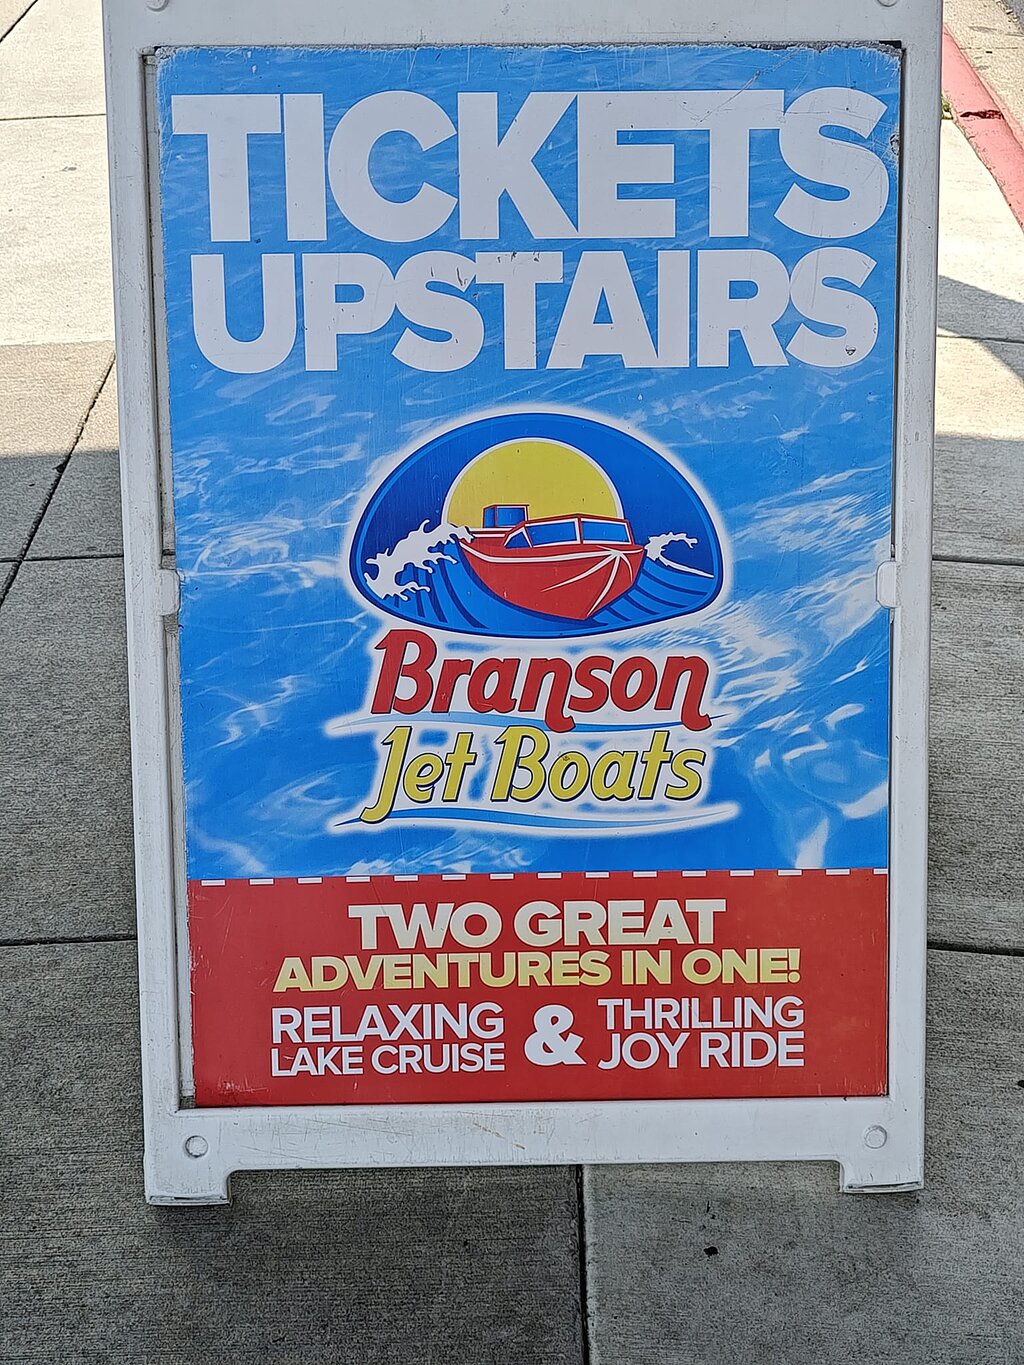 TICKETS
UPSTAIRS
Branson
Jet Boats
TWO GREAT
ADVENTURES IN ONE!
RELAXING
LAKE CRUISE
&
THRILLING
JOY RIDE